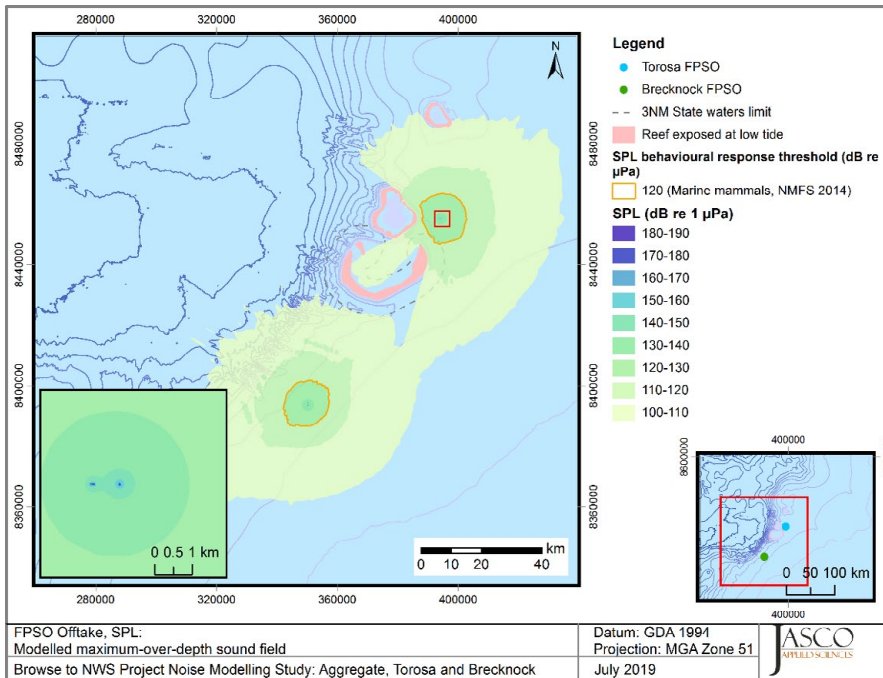 280000 320000 360000 400000
N
8480000
8480000
8440000
8440000
8400000
8400000
8360000
8360000
0 0.5 1 km
km
0 10 20 40
280000 320000 360000 400000
Legend
Torosa FPSO
Brecknock FPSO
3NM State waters limit
Reef exposed at low tide
SPL behavioural response threshold (dB re
µPa)
120 (Marine mammals, NMFS 2014)
SPL (dB re 1 µPa)
180-190
170-180
160-170
150-160
140-150
130-140
120-130
110-120
100-110
400000
8600000
0 50 100 km
400000
FPSO Offtake, SPL:
Modelled maximum-over-depth sound field
Browse to NWS Project Noise Modelling Study: Aggregate, Torosa and Brecknock
Datum: GDA 1994
Projection: MGA Zone 51
July 2019
JASCO
APPLIED SCIENCES